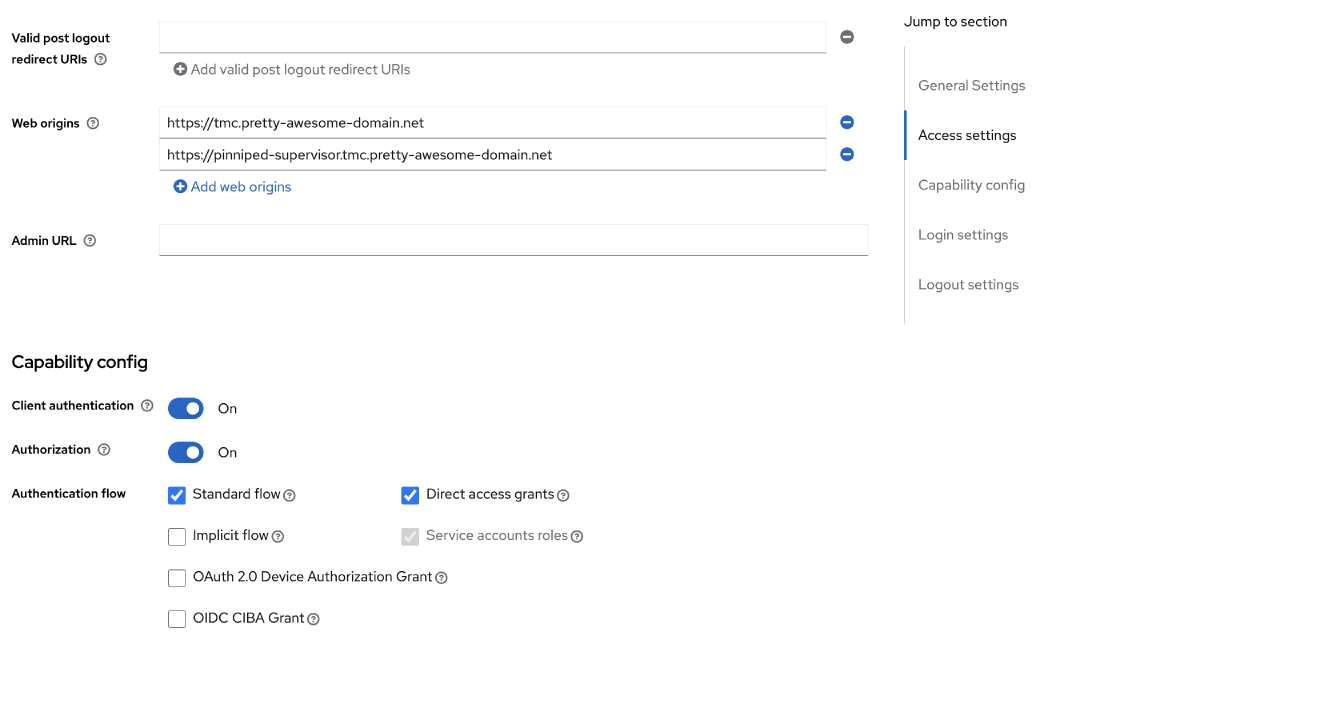 Valid post logout
redirect URIs
Add valid post logout redirect URIs
Web origins
https://tmc.pretty-awesome-domain.net
https://pinniped-supervisor.tmc.pretty-awesome-domain.net
Add web origins
Admin URL
Jump to section
General Settings
Access settings
Capability config
Login settings
Logout settings
Capability config
Client authentication On
Authorization On
Authentication flow Standard flow Direct access grants
Implicit flow Service accounts roles
OAuth 2.0 Device Authorization Grant
OIDC CIBA Grant